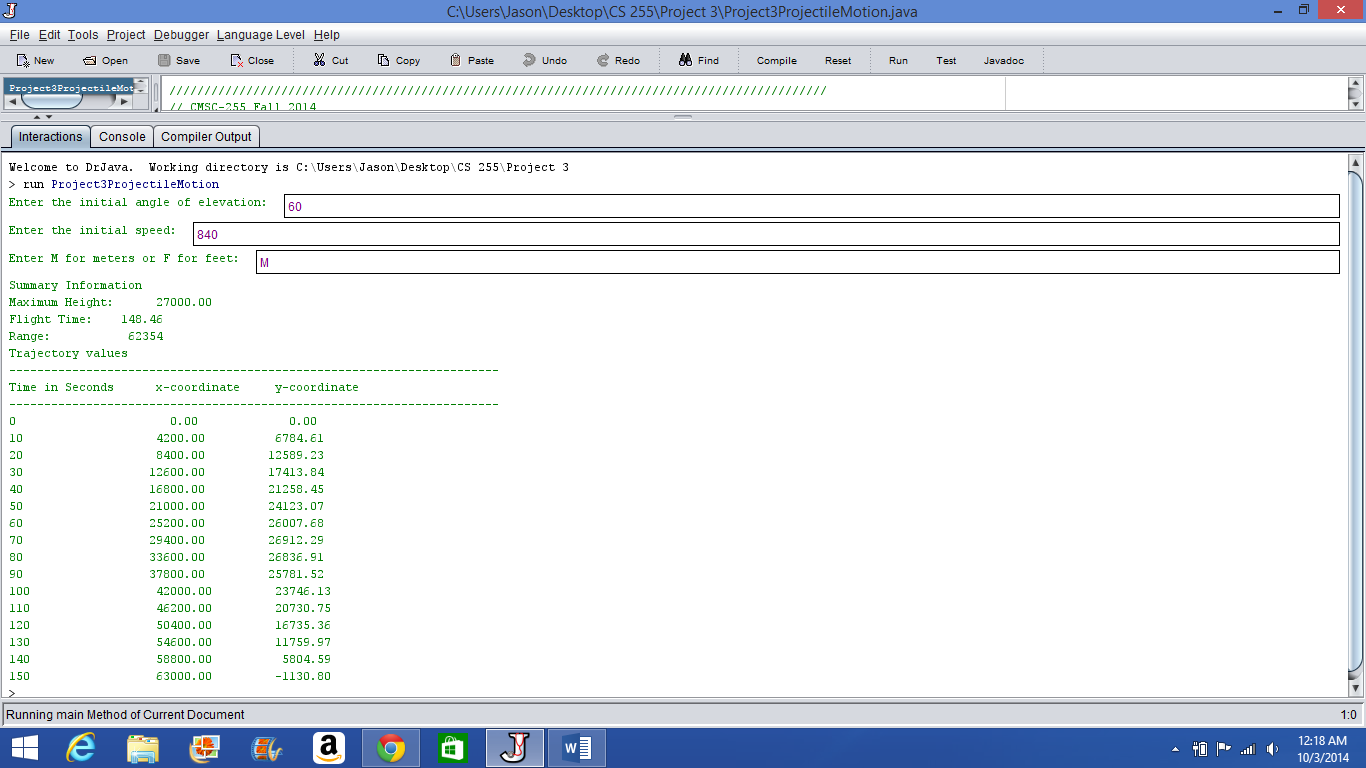 C:\Users\Jason\Desktop\CS 255\Project 3\Project3ProjectileMotion.java
File Edit Tools Project Debugger Language Level Help
New Open Save Close Cut Copy Paste Undo Redo Find Compile Reset Run Test Javadoc
Project3ProjectileMot
//////////////////////////////////////////////////////////////////////////////////////////////
// CMSC-255 Fall 2014
Interactions Console Compiler Output
Welcome to DrJava.  Working directory is C:\Users\Jason\Desktop\CS 255\Project 3
> run Project3ProjectileMotion
Enter the initial angle of elevation: 60
Enter the initial speed: 840
Enter M for meters or F for feet: M
Summary Information
Maximum Height: 27000.00
Flight Time: 148.46
Range: 62354
Trajectory values
----------------------------------------------------------------------
Time in Seconds x-coordinate y-coordinate
----------------------------------------------------------------------
0 0.00 0.00
10 4200.00 6784.61
20 8400.00 12589.23
30 12600.00 17413.84
40 16800.00 21258.45
50 21000.00 24123.07
60 25200.00 26007.68
70 29400.00 26912.29
80 33600.00 26836.91
90 37800.00 25781.52
100 42000.00 23746.13
110 46200.00 20730.75
120 50400.00 16735.36
130 54600.00 11759.97
140 58800.00 5804.59
150 63000.00 -1130.80
>
Running main Method of Current Document 1:0
12:18 AM
10/3/2014